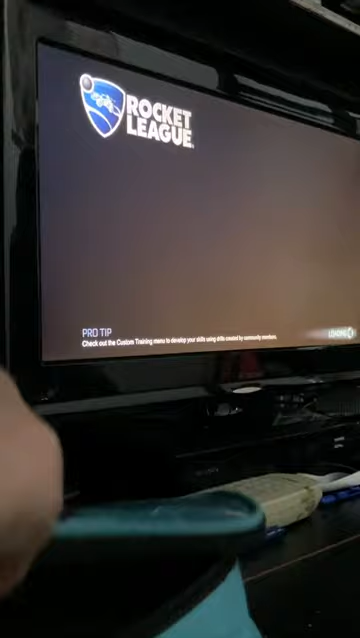 ROCKET
LEAGUE
PRO TIP
Check out the Custom Training menu to develop your skills using drills created by community members.
LOADING